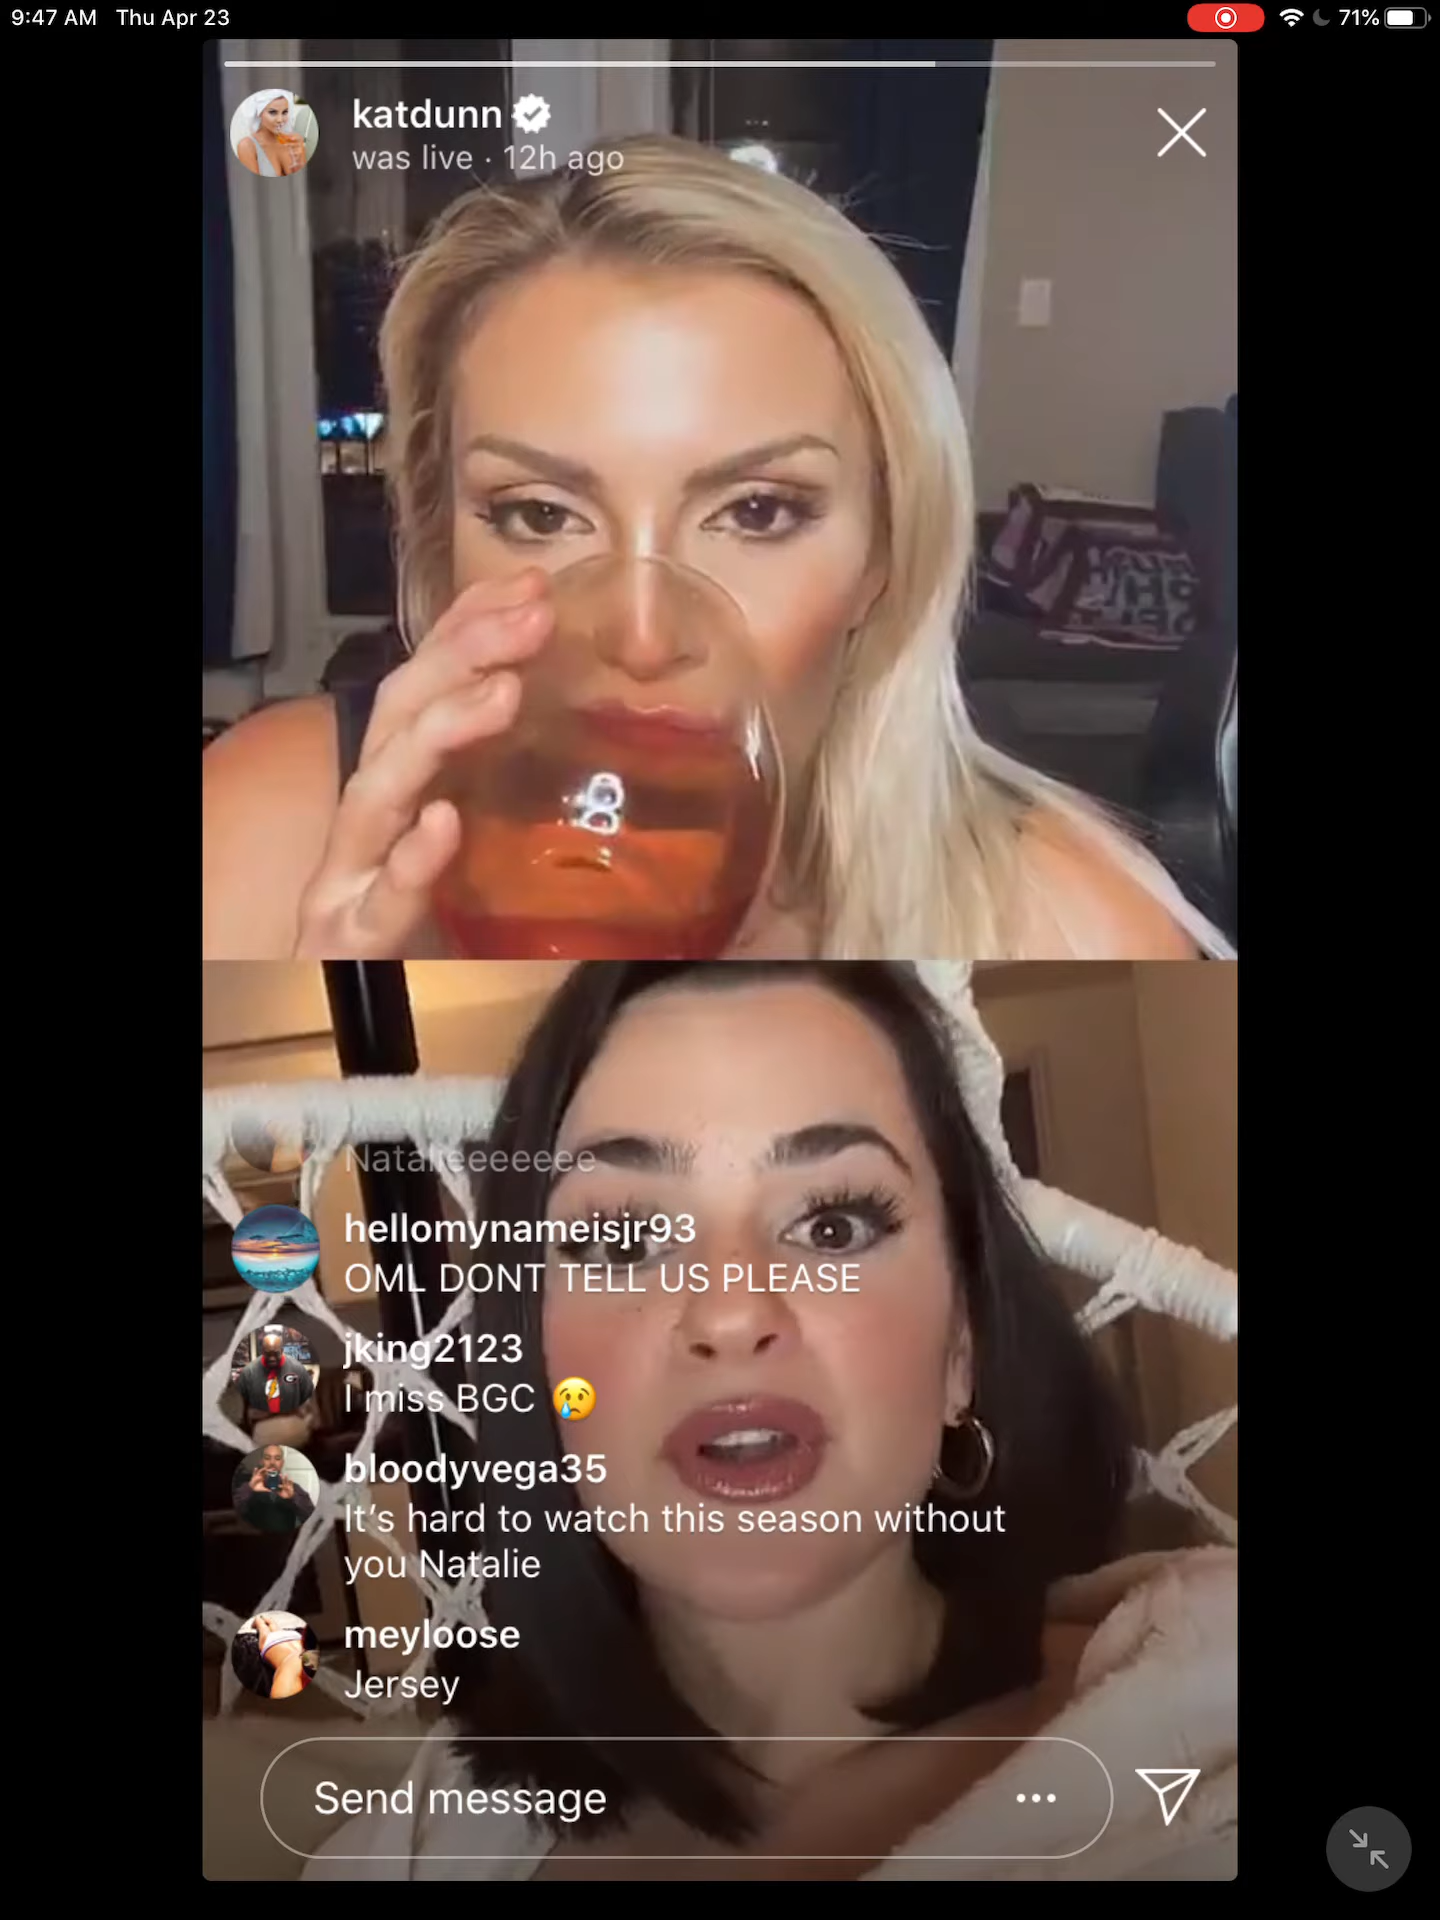 9:47 AM Thu Apr 23
71%
katdunn
was live · 12h ago
Natalieeeeeee
hellomynameisjr93
OML DONT TELL US PLEASE
jking2123
I miss BGC 😢
bloodyvega35
It's hard to watch this season without
you Natalie
meyloose
Jersey
Send message